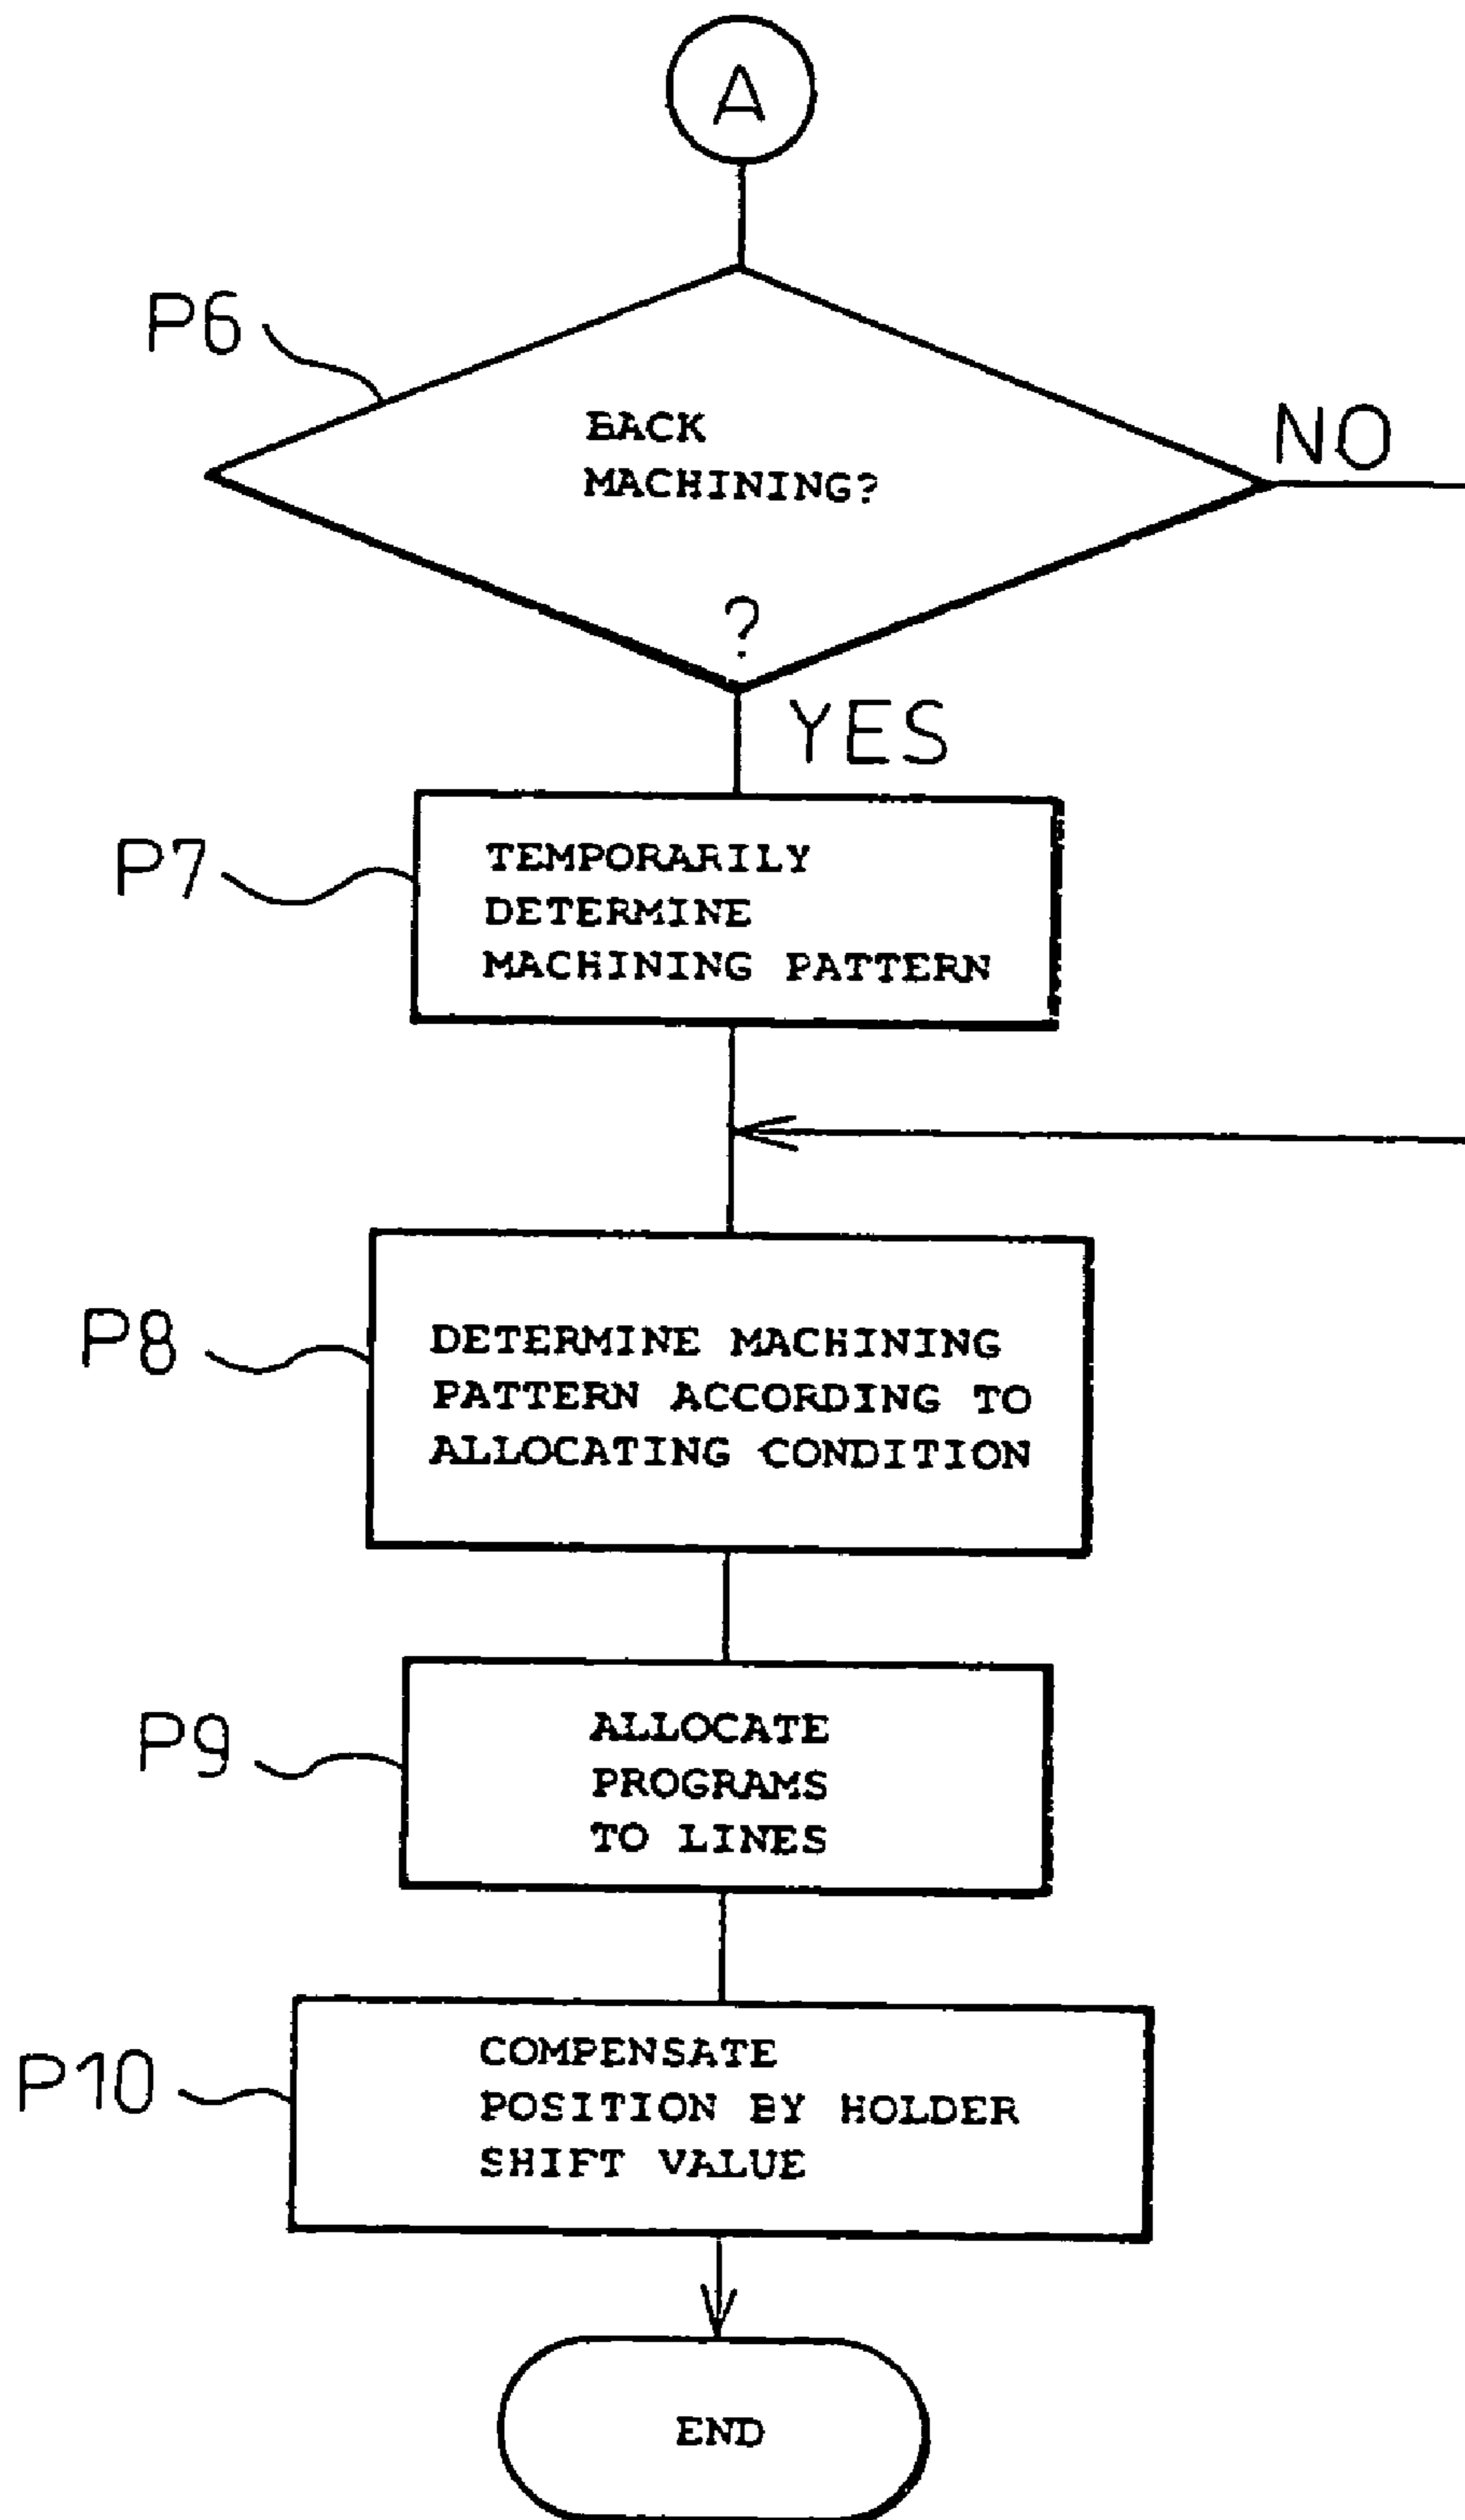 A
P6
BACK
MACHINING?
NO
?
YES
P7
TEMPORARILY
DETERMINE
MACHINING PATTERN
P8
DETERMINE MACHINING
PATTERN ACCORDING TO
ALLOCATING CONDITION
P9
ALLOCATE
PROGRAMS
TO LINES
P10
COMPENSATE
POSITION BY HOLDER
SHIFT VALUE
END